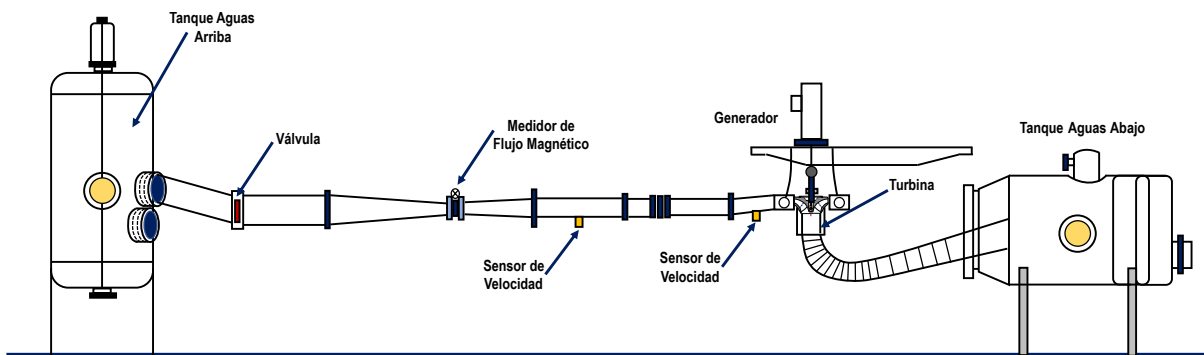 Tanque Aguas
Arriba
Válvula
Medidor de
Flujo Magnético
Sensor de
Velocidad
Generador
Sensor de
Velocidad
Turbina
Tanque Aguas Abajo